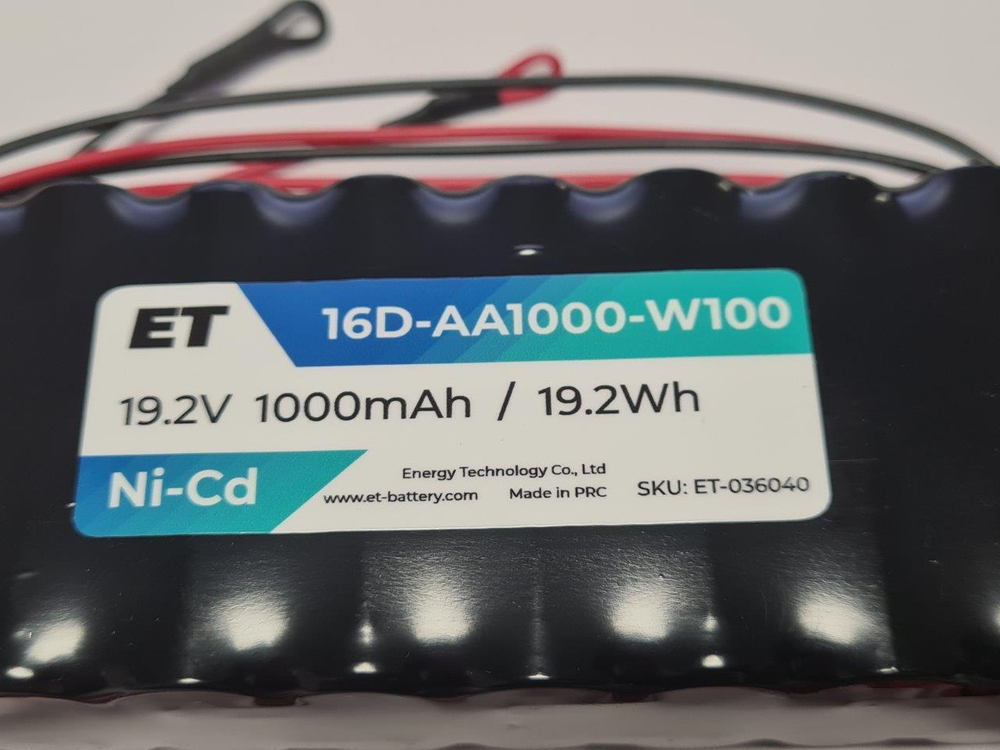 ET 16D-AA1000-W100
19.2V 1000mAh / 19.2Wh
Ni-Cd
Energy Technology Co., Ltd
www.et-battery.com Made in PRC SKU: ET-036040